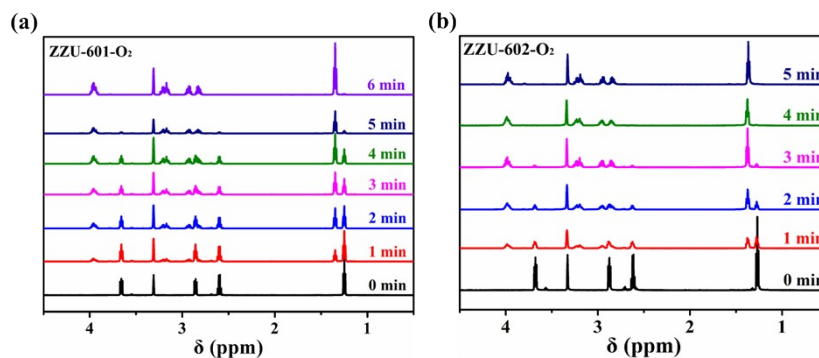 (a)
ZZU-601-O₂
6 min
5 min
4 min
3 min
2 min
1 min
0 min
4 3 2 1
δ (ppm)
(b)
ZZU-602-O₂
5 min
4 min
3 min
2 min
1 min
0 min
4 3 2 1
δ (ppm)